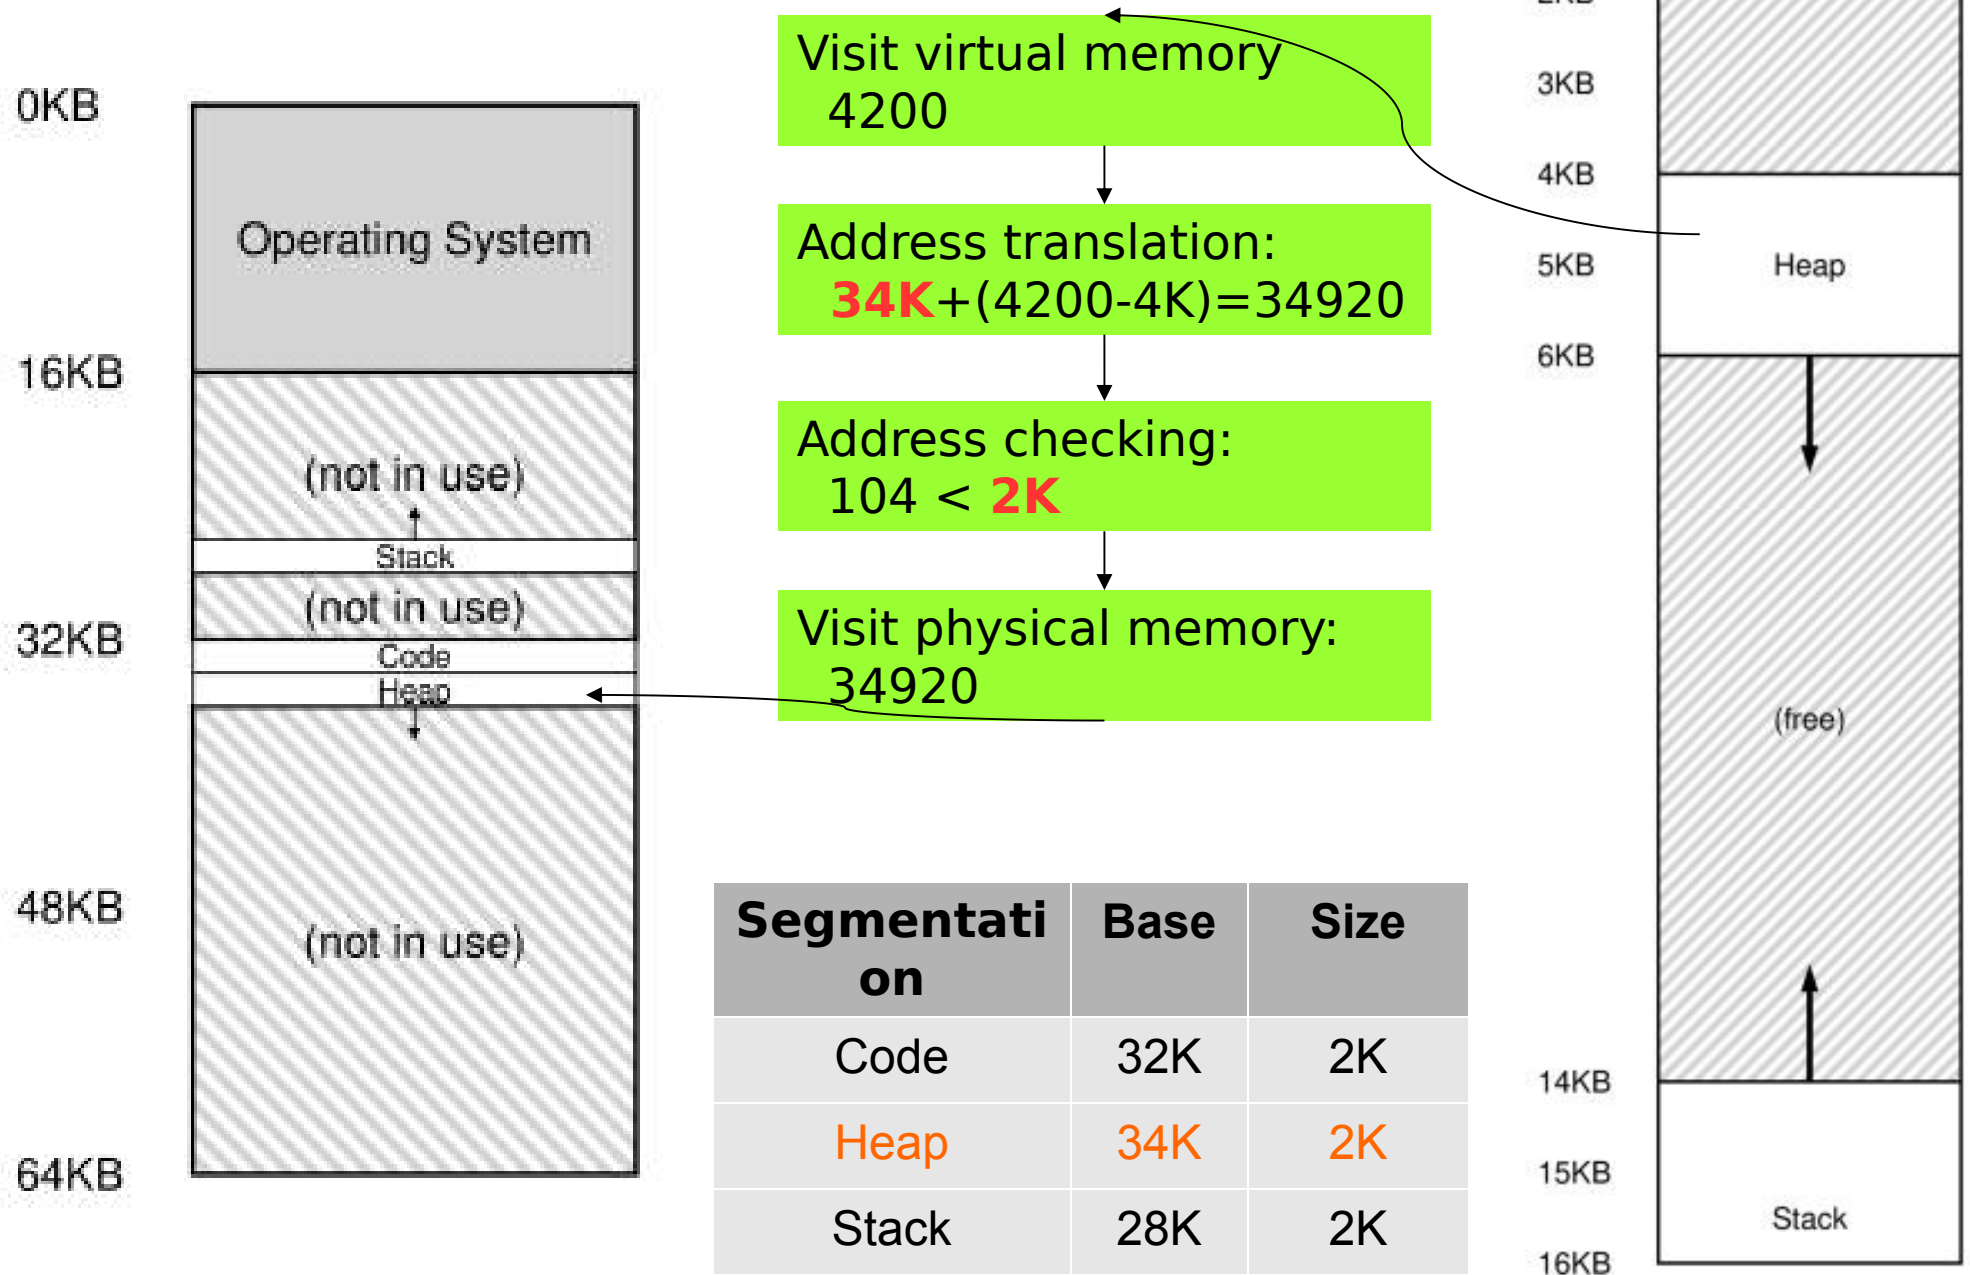 0KB
Operating System
16KB
(not in use)
Stack
(not in use)
32KB
Code
Heap
48KB
(not in use)
64KB
Visit virtual memory
4200
Address translation:
34K+(4200-4K)=34920
Address checking:
104 < 2K
Visit physical memory:
34920
Segmentati
on
Base
Size
Code 32K 2K
Heap 34K 2K
Stack 28K 2K
2KB
3KB
4KB
5KB
Heap
6KB
(free)
14KB
15KB
Stack
16KB